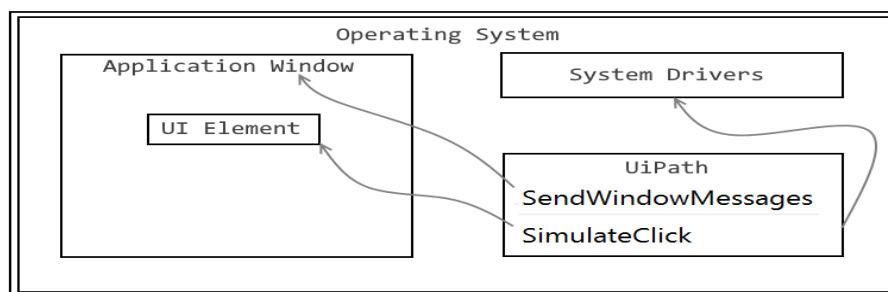 Operating System
Application Window
System Drivers
UI Element
UiPath
SendWindowMessages
SimulateClick